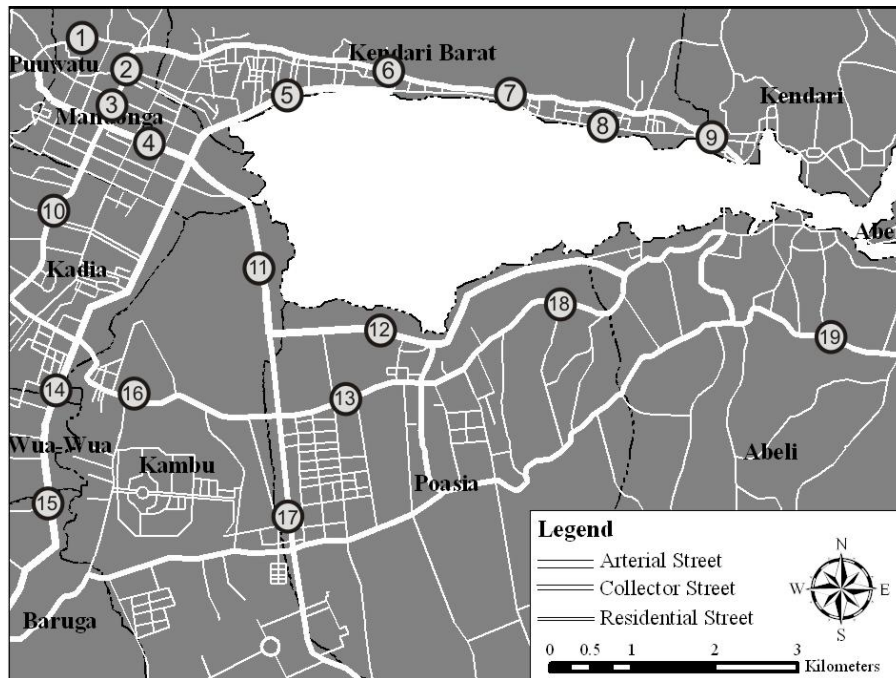 1
Kendari Barat
Puuwatu
2
6
Kendari
3
5
7
Mandonga
8
4
9
10
Abe
11
Kadia
18
12
19
14
16
13
Wua-Wua
Kambu
Abeli
Poasia
15
17
Legend
Arterial Street
Collector Street
Residential Street
N
W E
S
Baruga
0 0.5 1 2 3 Kilometers